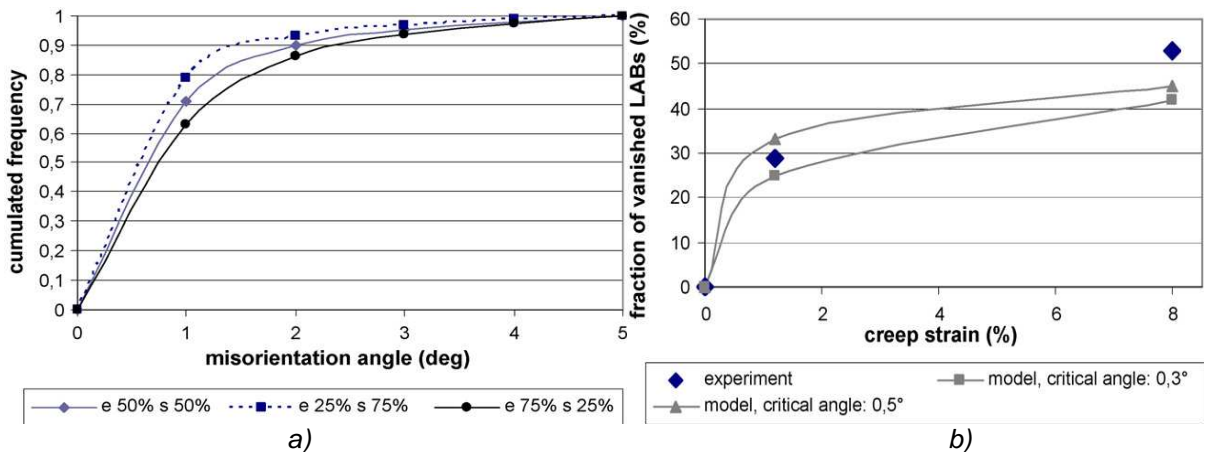 cumulated frequency
1
0,9
0,8
0,7
0,6
0,5
0,4
0,3
0,2
0,1
0
0 1 2 3 4 5
misorientation angle (deg)
e 50% s 50% e 25% s 75% e 75% s 25%
a)
fraction of vanished LABs (%)
60
50
40
30
20
10
0
0 2 4 6 8
creep strain (%)
experiment model, critical angle: 0,3°
model, critical angle: 0,5°
b)